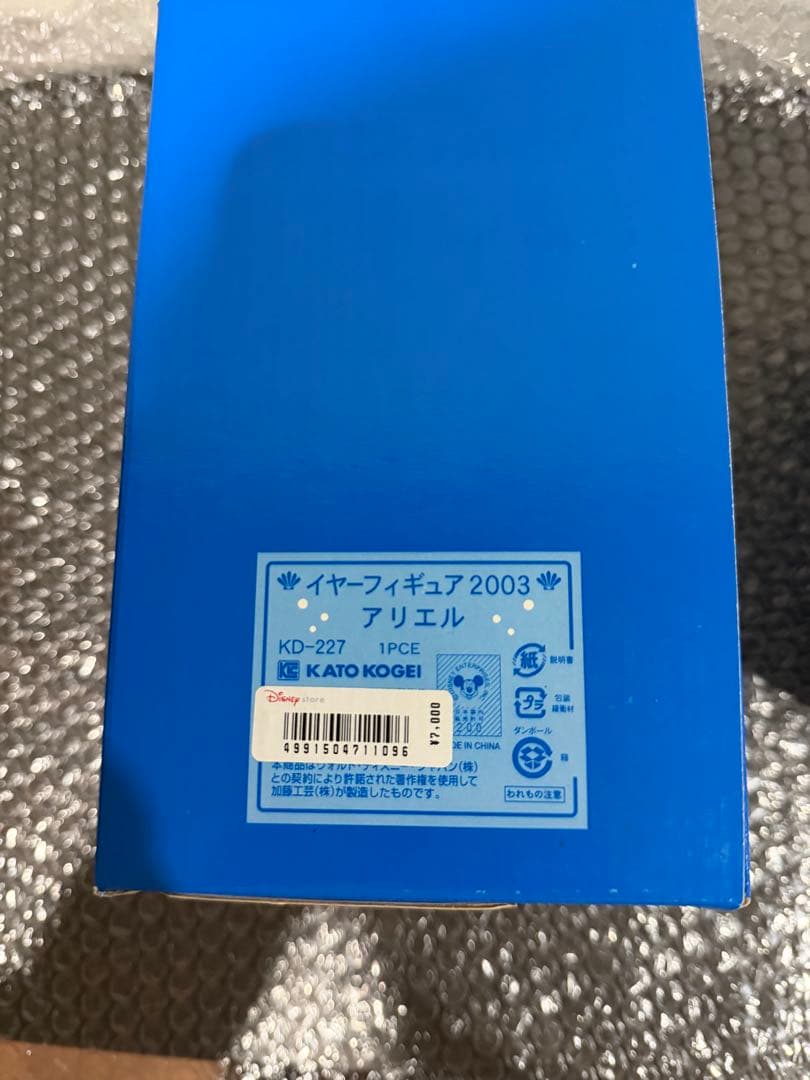 イヤーフィギュア2003
アリエル
KD-227 1PCE
KE KATO KOGEI
Disney store
¥7,000
4991504711096
200
DE IN CHINA
本商品はウォルト・ディズニー・ジャパン(株)
との契約により許諾された著作権を使用して
加藤工芸(株)が製造したものです。
紙
説明書
プラ
包装
緩衝材
ダンボール
箱
われもの注意